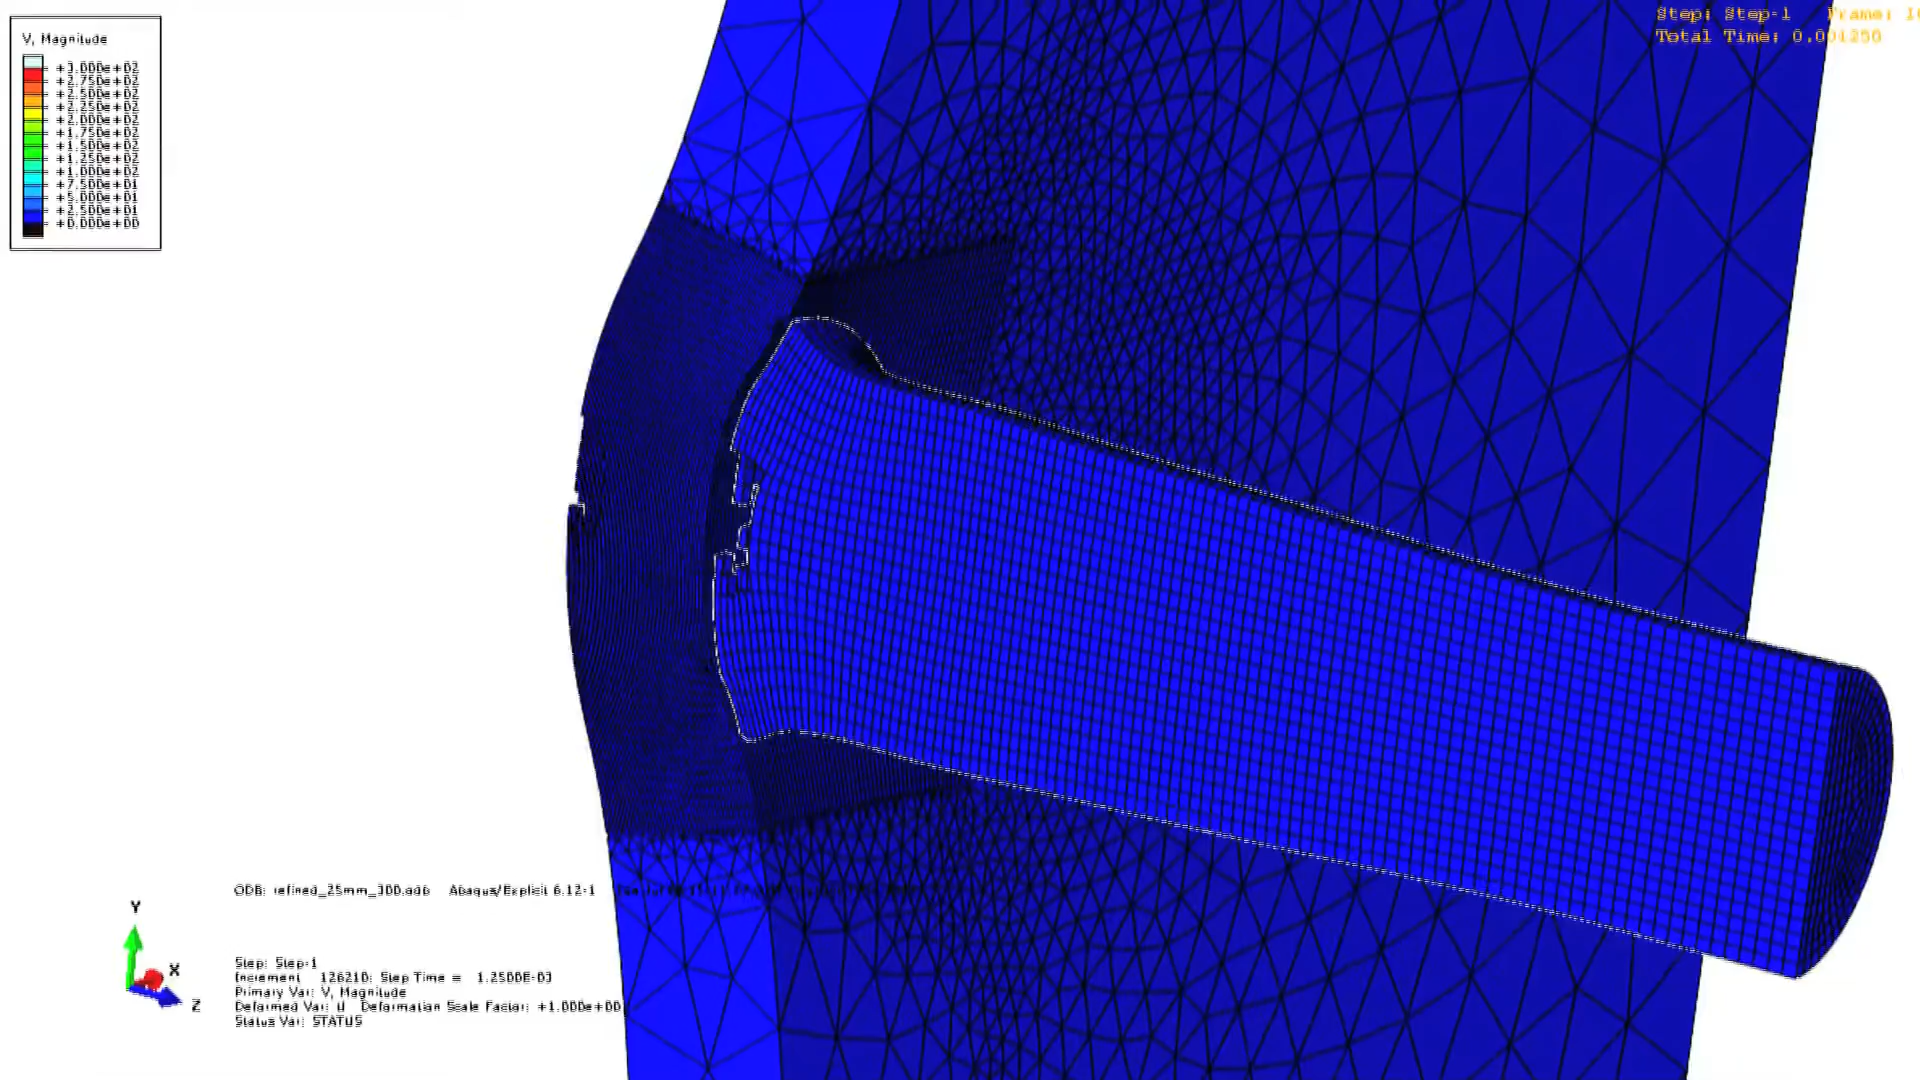 Step: Step-1 Frame: 1
Total Time: 0.001250
V, Magnitude
+3.000e+02
+2.750e+02
+2.500e+02
+2.250e+02
+2.000e+02
+1.750e+02
+1.500e+02
+1.250e+02
+1.000e+02
+7.500e+01
+5.000e+01
+2.500e+01
+0.000e+00
ODB: refined_25mm_300.odb Abaqus/Explicit 6.12-1
Y
X
Z
Step: Step-1
Increment 126210: Step Time = 1.2500E-03
Primary Var: V, Magnitude
Deformed Var: U Deformation Scale Factor: +1.000e+00
Status Var: STATUS